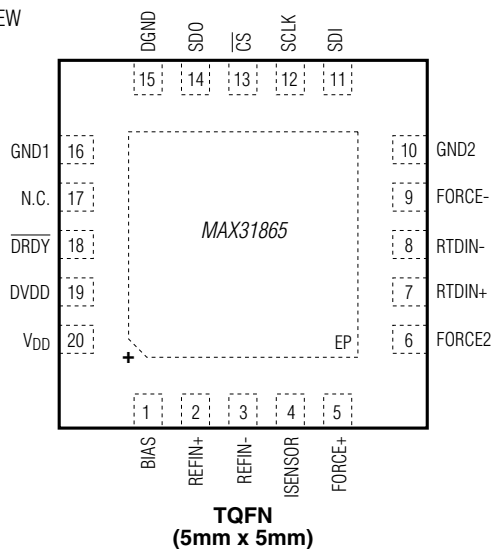 EW
DGND
SDO
CS
SCLK
SDI
15 14 13 12 11
GND1 16
N.C. 17
DRDY 18
DVDD 19
VDD 20
MAX31865
EP
+
10 GND2
9 FORCE-
8 RTDIN-
7 RTDIN+
6 FORCE2
1 2 3 4 5
BIAS
REFIN+
REFIN-
ISENSOR
FORCE+
TQFN
(5mm x 5mm)